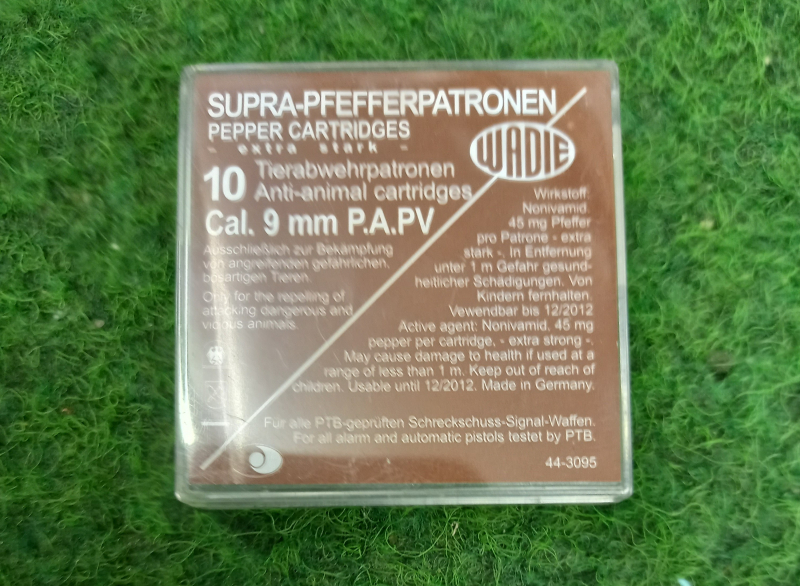 SUPRA-PFEFFERPATRONEN
PEPPER CARTRIDGES
- extra stark -
WADIE
10 Tierabwehrpatronen
Anti-animal cartridges
Cal. 9 mm P.A.PV
Ausschließlich zur Bekämpfung
von angreifenden gefährlichen,
bösartigen Tieren.
Only for the repelling of
attacking dangerous and
vicious animals.
Wirkstoff:
Nonivamid,
45 mg Pfeffer
pro Patrone - extra
stark -. In Entfernung
unter 1 m Gefahr gesund-
heitlicher Schädigungen. Von
Kindern fernhalten.
Vewendbar bis 12/2012
Active agent: Nonivamid, 45 mg
pepper per cartridge, - extra strong -.
May cause damage to health if used at a
range of less than 1 m. Keep out of reach of
children. Usable until 12/2012. Made in Germany.
Für alle PTB-geprüften Schreckschuss-Signal-Waffen.
For all alarm and automatic pistols testet by PTB.
44-3095